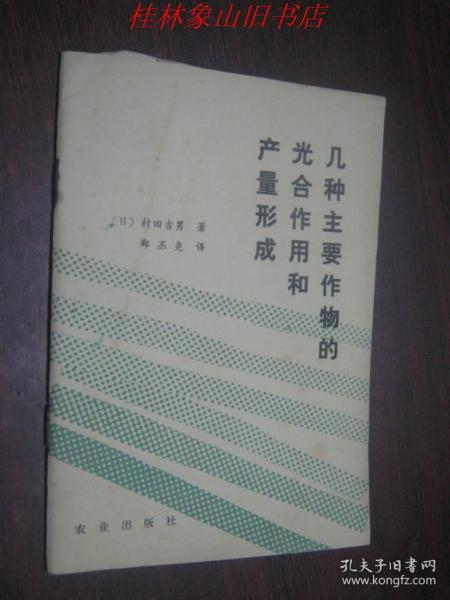 桂林象山旧书店
几种主要作物的
光合作用和
产量形成
〔日〕村田吉男 著
郑丕尧 译
农业出版社
孔夫子旧书网
www.kongfz.com